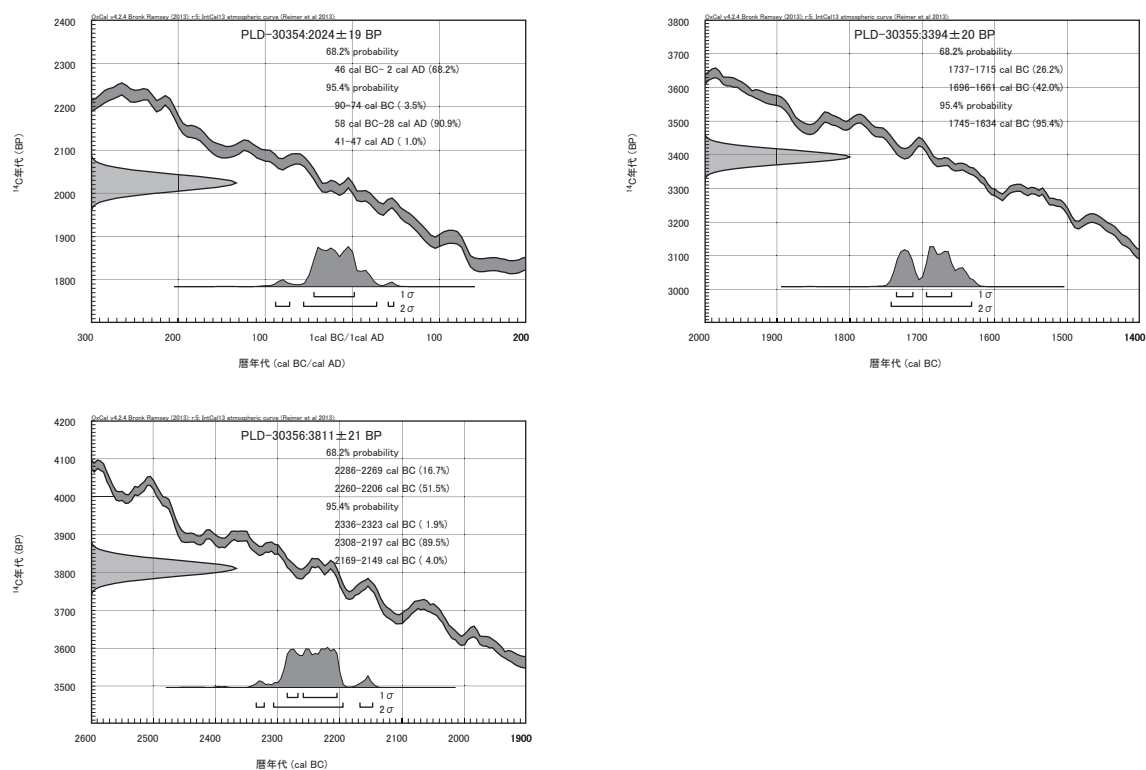 OxCal v4.2.4 Bronk Ramsey (2013); r:5; IntCal13 atmospheric curve (Reimer et al 2013);
PLD-30354:2024±19 BP
68.2% probability
46 cal BC- 2 cal AD (68.2%)
95.4% probability
90-74 cal BC ( 3.5%)
58 cal BC-28 cal AD (90.9%)
41-47 cal AD ( 1.0%)
2400
2300
2200
2100
2000
1900
1800
¹⁴C年代 (BP)
1σ
2σ
300
200
100
1cal BC/1cal AD
100
200
暦年代 (cal BC/cal AD)
OxCal v4.2.4 Bronk Ramsey (2013); r:5; IntCal13 atmospheric curve (Reimer et al 2013);
PLD-30355:3394±20 BP
68.2% probability
1737-1715 cal BC (26.2%)
1696-1661 cal BC (42.0%)
95.4% probability
1745-1634 cal BC (95.4%)
3800
3700
3600
3500
3400
3300
3200
3100
3000
¹⁴C年代 (BP)
1σ
2σ
2000
1900
1800
1700
1600
1500
1400
暦年代 (cal BC)
OxCal v4.2.4 Bronk Ramsey (2013); r:5; IntCal13 atmospheric curve (Reimer et al 2013);
PLD-30356:3811±21 BP
68.2% probability
2286-2269 cal BC (16.7%)
2260-2206 cal BC (51.5%)
95.4% probability
2336-2323 cal BC ( 1.9%)
2308-2197 cal BC (89.5%)
2169-2149 cal BC ( 4.0%)
4200
4100
4000
3900
3800
3700
3600
3500
¹⁴C年代 (BP)
1σ
2σ
2600
2500
2400
2300
2200
2100
2000
1900
暦年代 (cal BC)